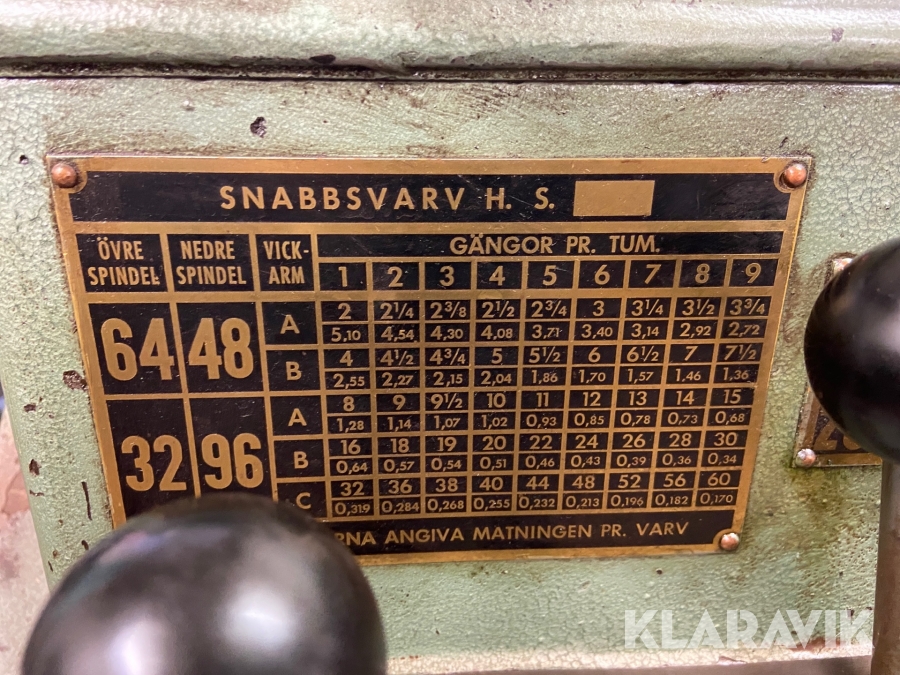 SNABBSVARV H. S.
ÖVRE SPINDEL NEDRE SPINDEL VICK-ARM GÄNGOR PR. TUM.
1 2 3 4 5 6 7 8 9
64 48 A 2 2¼ 2⅜ 2½ 2¾ 3 3¼ 3½ 3¾
5,10 4,54 4,30 4,08 3,71 3,40 3,14 2,92 2,72
B 4 4½ 4¾ 5 5½ 6 6½ 7 7½
2,55 2,27 2,15 2,04 1,86 1,70 1,57 1,46 1,36
32 96 A 8 9 9½ 10 11 12 13 14 15
1,28 1,14 1,07 1,02 0,93 0,85 0,78 0,73 0,68
B 16 18 19 20 22 24 26 28 30
0,64 0,57 0,54 0,51 0,46 0,43 0,39 0,36 0,34
C 32 36 38 40 44 48 52 56 60
0,319 0,284 0,268 0,255 0,232 0,213 0,196 0,182 0,170
ANGIVA MATNINGEN PR. VARV
KLARAVIK